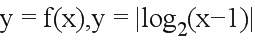 y = f(x),y = |log₂(x−1)|